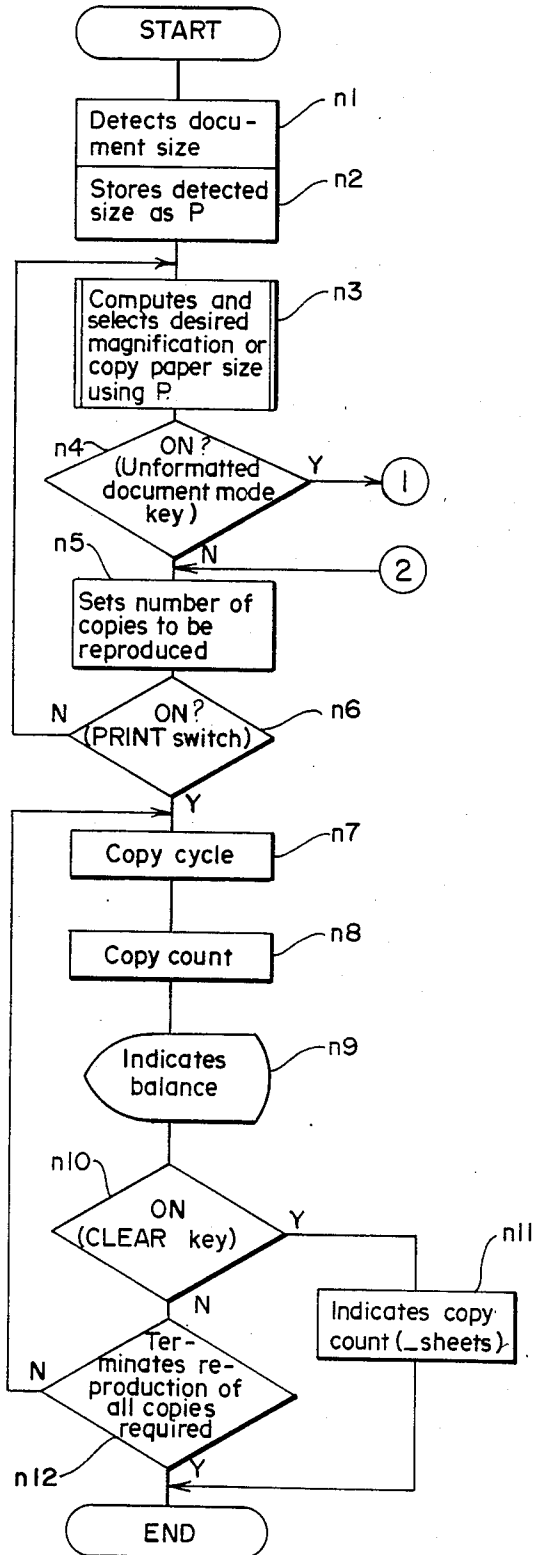 START
n1
Detects docu-
ment size
n2
Stores detected
size as P
n3
Computes and
selects desired
magnification or
copy paper size
using P.
n4
ON?
(Unformatted
document mode
key)
Y
1
N
2
n5
Sets number of
copies to be
reproduced
n6
N
ON?
(PRINT switch)
Y
n7
Copy cycle
n8
Copy count
n9
Indicates
balance
n10
ON
(CLEAR key)
Y
n11
N
Indicates copy
count (_sheets)
N
Ter-
minates re-
production of
all copies
required
n12
Y
END